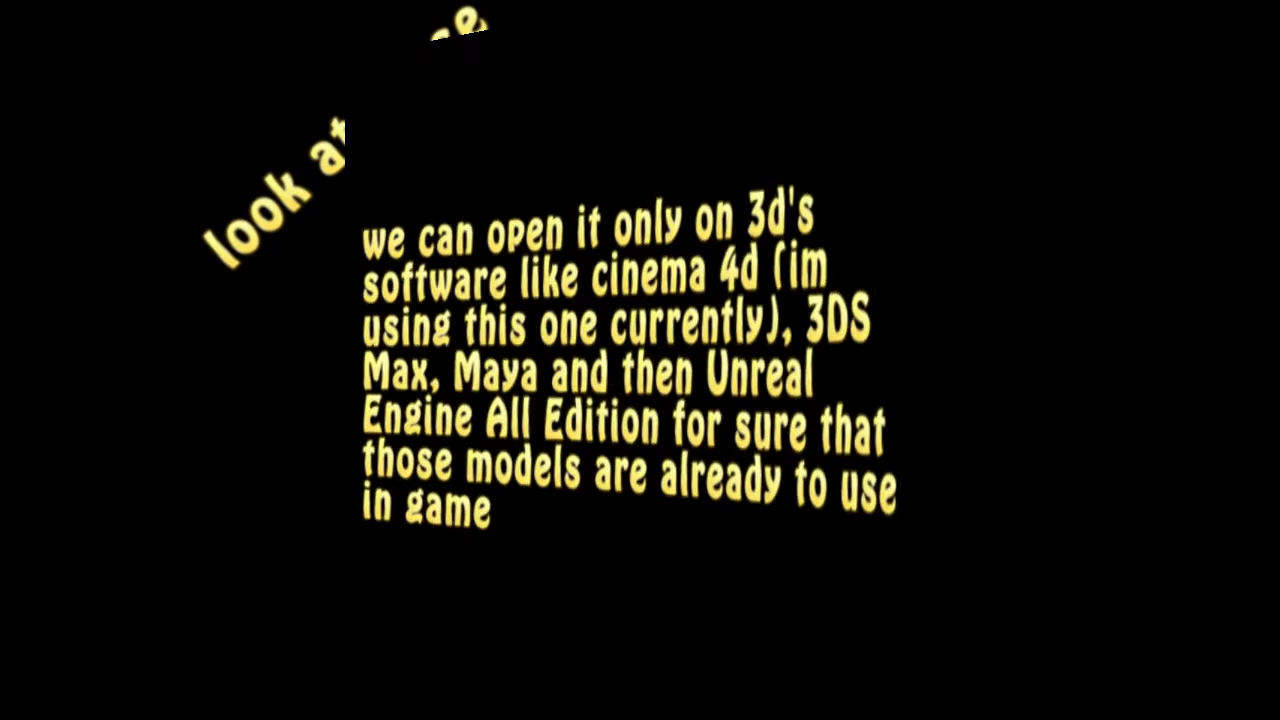 look at
we can open it only on 3d's
software like cinema 4d (im
using this one currently), 3DS
Max, Maya and then Unreal
Engine All Edition for sure that
those models are already to use
in game